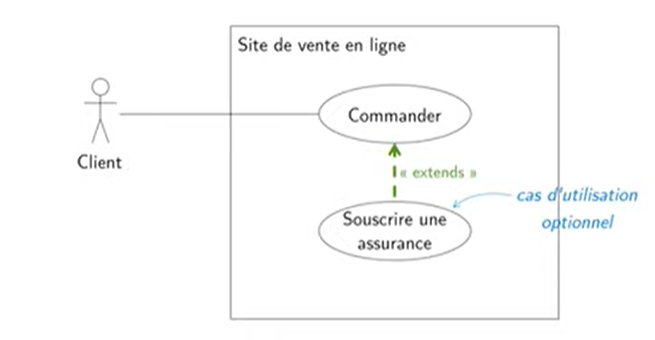 Site de vente en ligne
Commander
Client
« extends »
cas d'utilisation
optionnel
Souscrire une
assurance